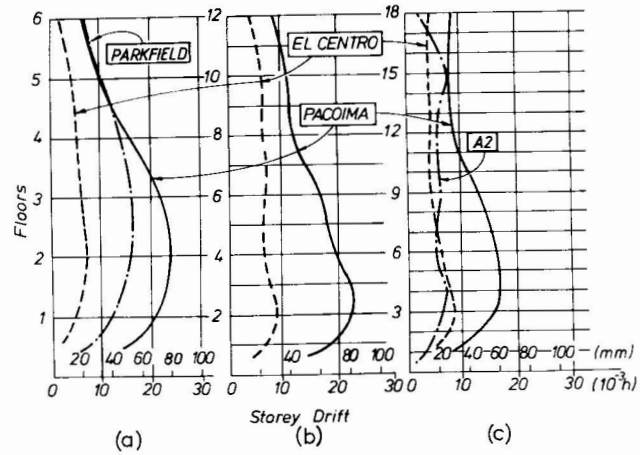 6
12
18
PARKFIELD
EL CENTRO
5
10
15
PACOIMA
A2
4
8
12
Floors
3
6
9
2
4
6
1
2
3
20 40 60 80 100
40 80 100
20 40 60 80 100 (mm)
0 10 20 30
0 10 20 30
0 10 20 30 (10⁻³h)
Storey Drift
(a) (b) (c)